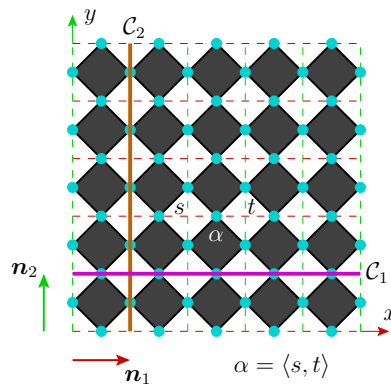 y
𝒞₂
s
t
α
n₂
𝒞₁
x
n₁
α = ⟨s, t⟩